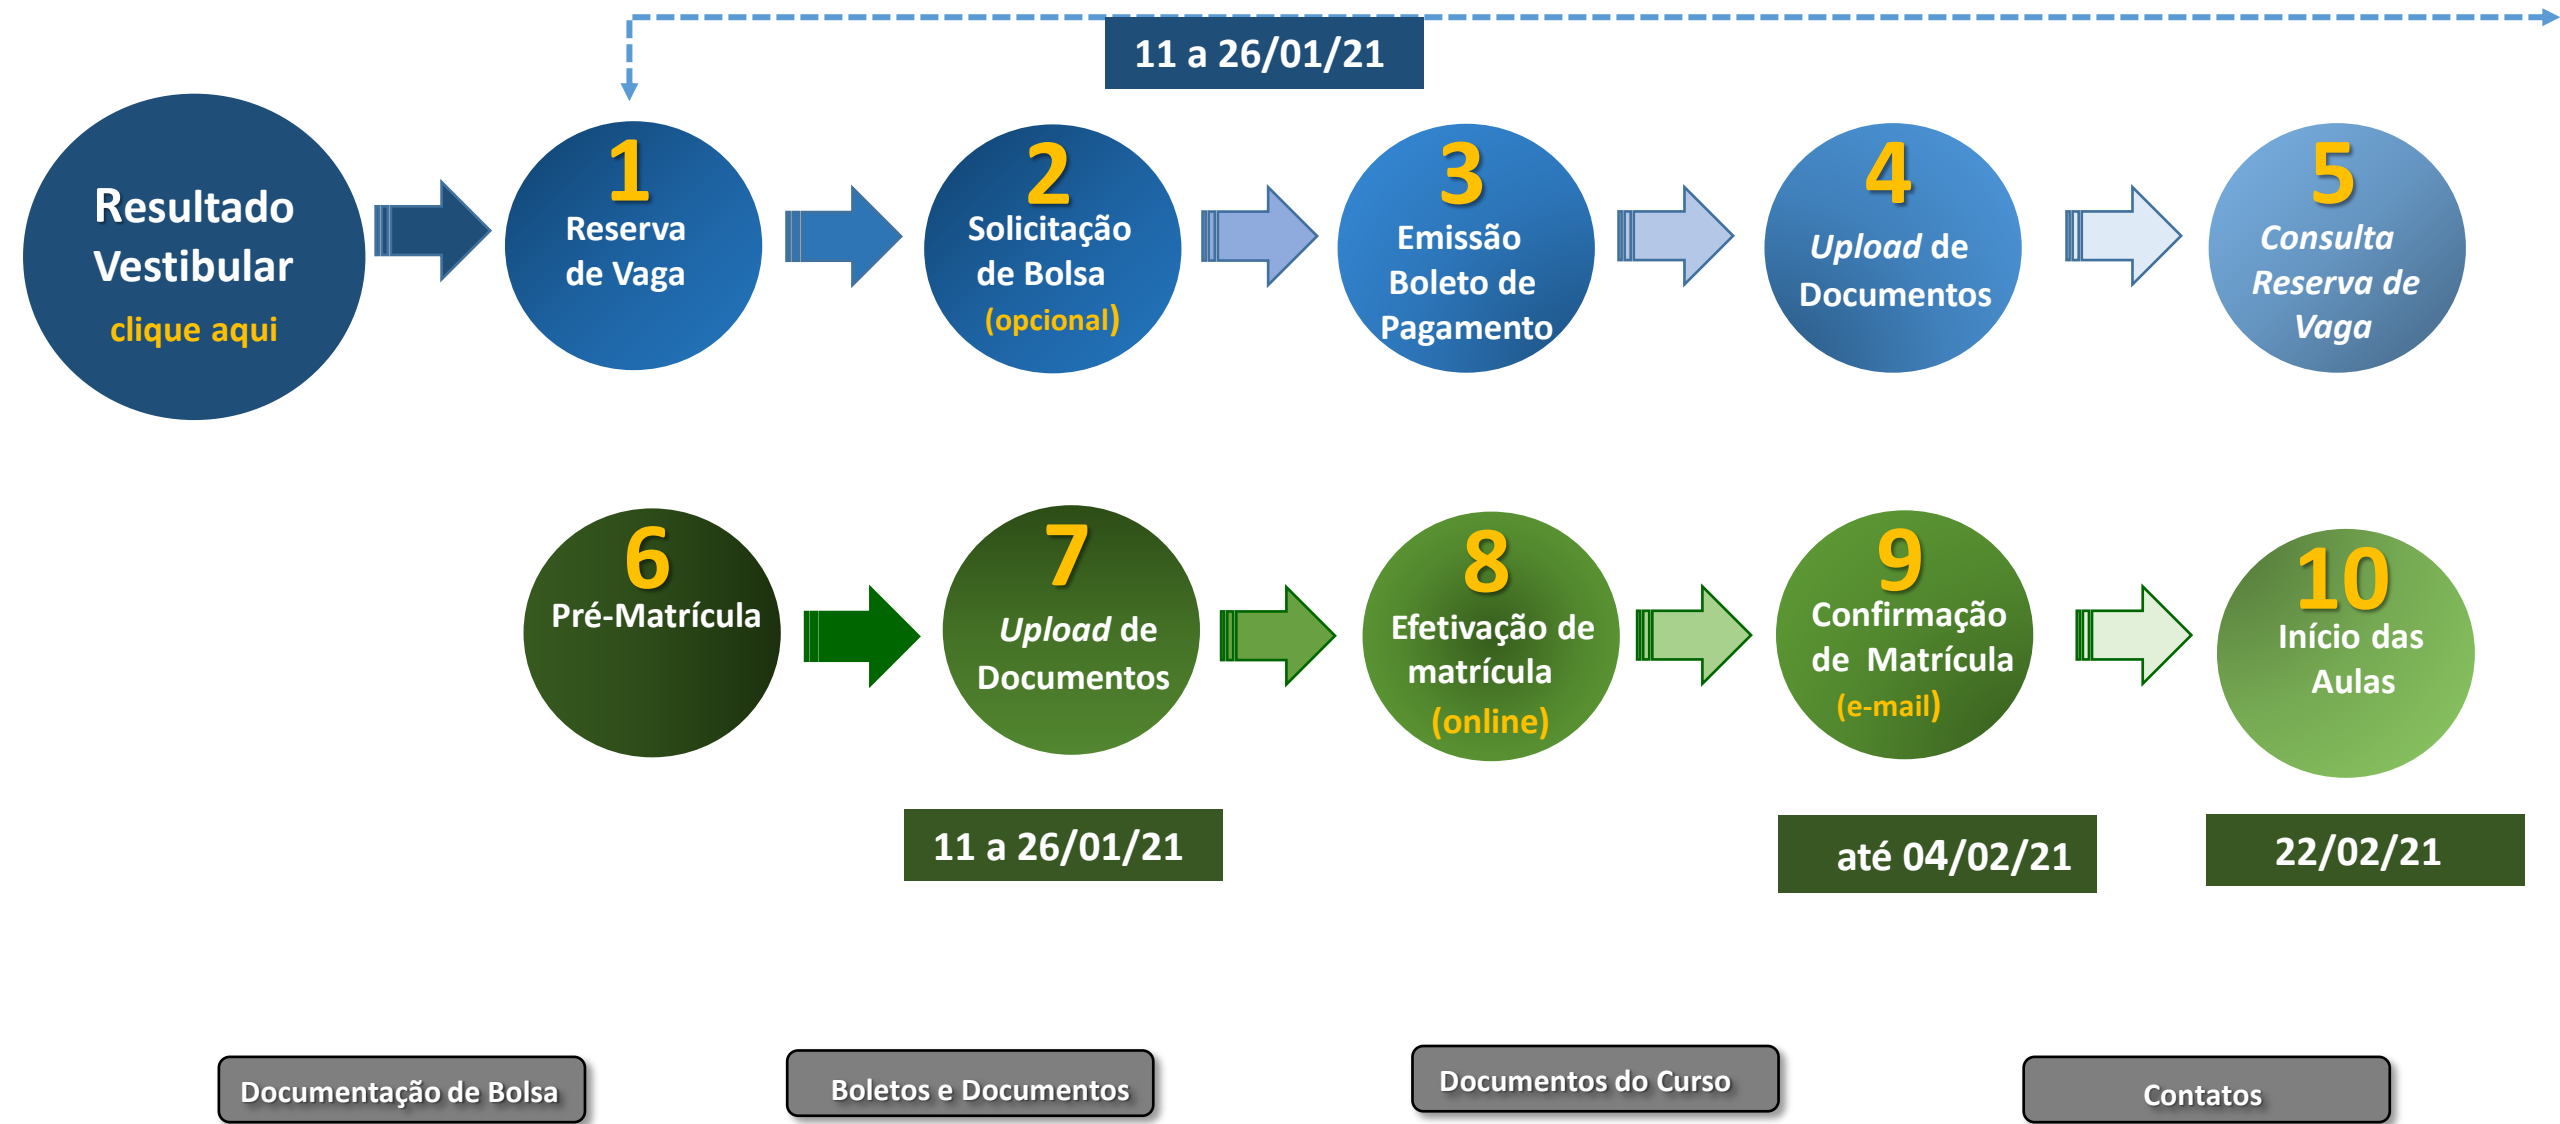 11 a 26/01/21
Resultado
Vestibular
clique aqui
1
Reserva
de Vaga
2
Solicitação
de Bolsa
(opcional)
3
Emissão
Boleto de
Pagamento
4
Upload de
Documentos
5
Consulta
Reserva de
Vaga
6
Pré-Matrícula
7
Upload de
Documentos
8
Efetivação de
matrícula
(online)
9
Confirmação
de Matrícula
(e-mail)
10
Início das
Aulas
11 a 26/01/21
até 04/02/21
22/02/21
Documentação de Bolsa
Boletos e Documentos
Documentos do Curso
Contatos